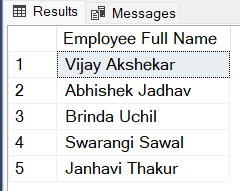 Results Messages
Employee Full Name
1 Vijay Akshekar
2 Abhishek Jadhav
3 Brinda Uchil
4 Swarangi Sawal
5 Janhavi Thakur